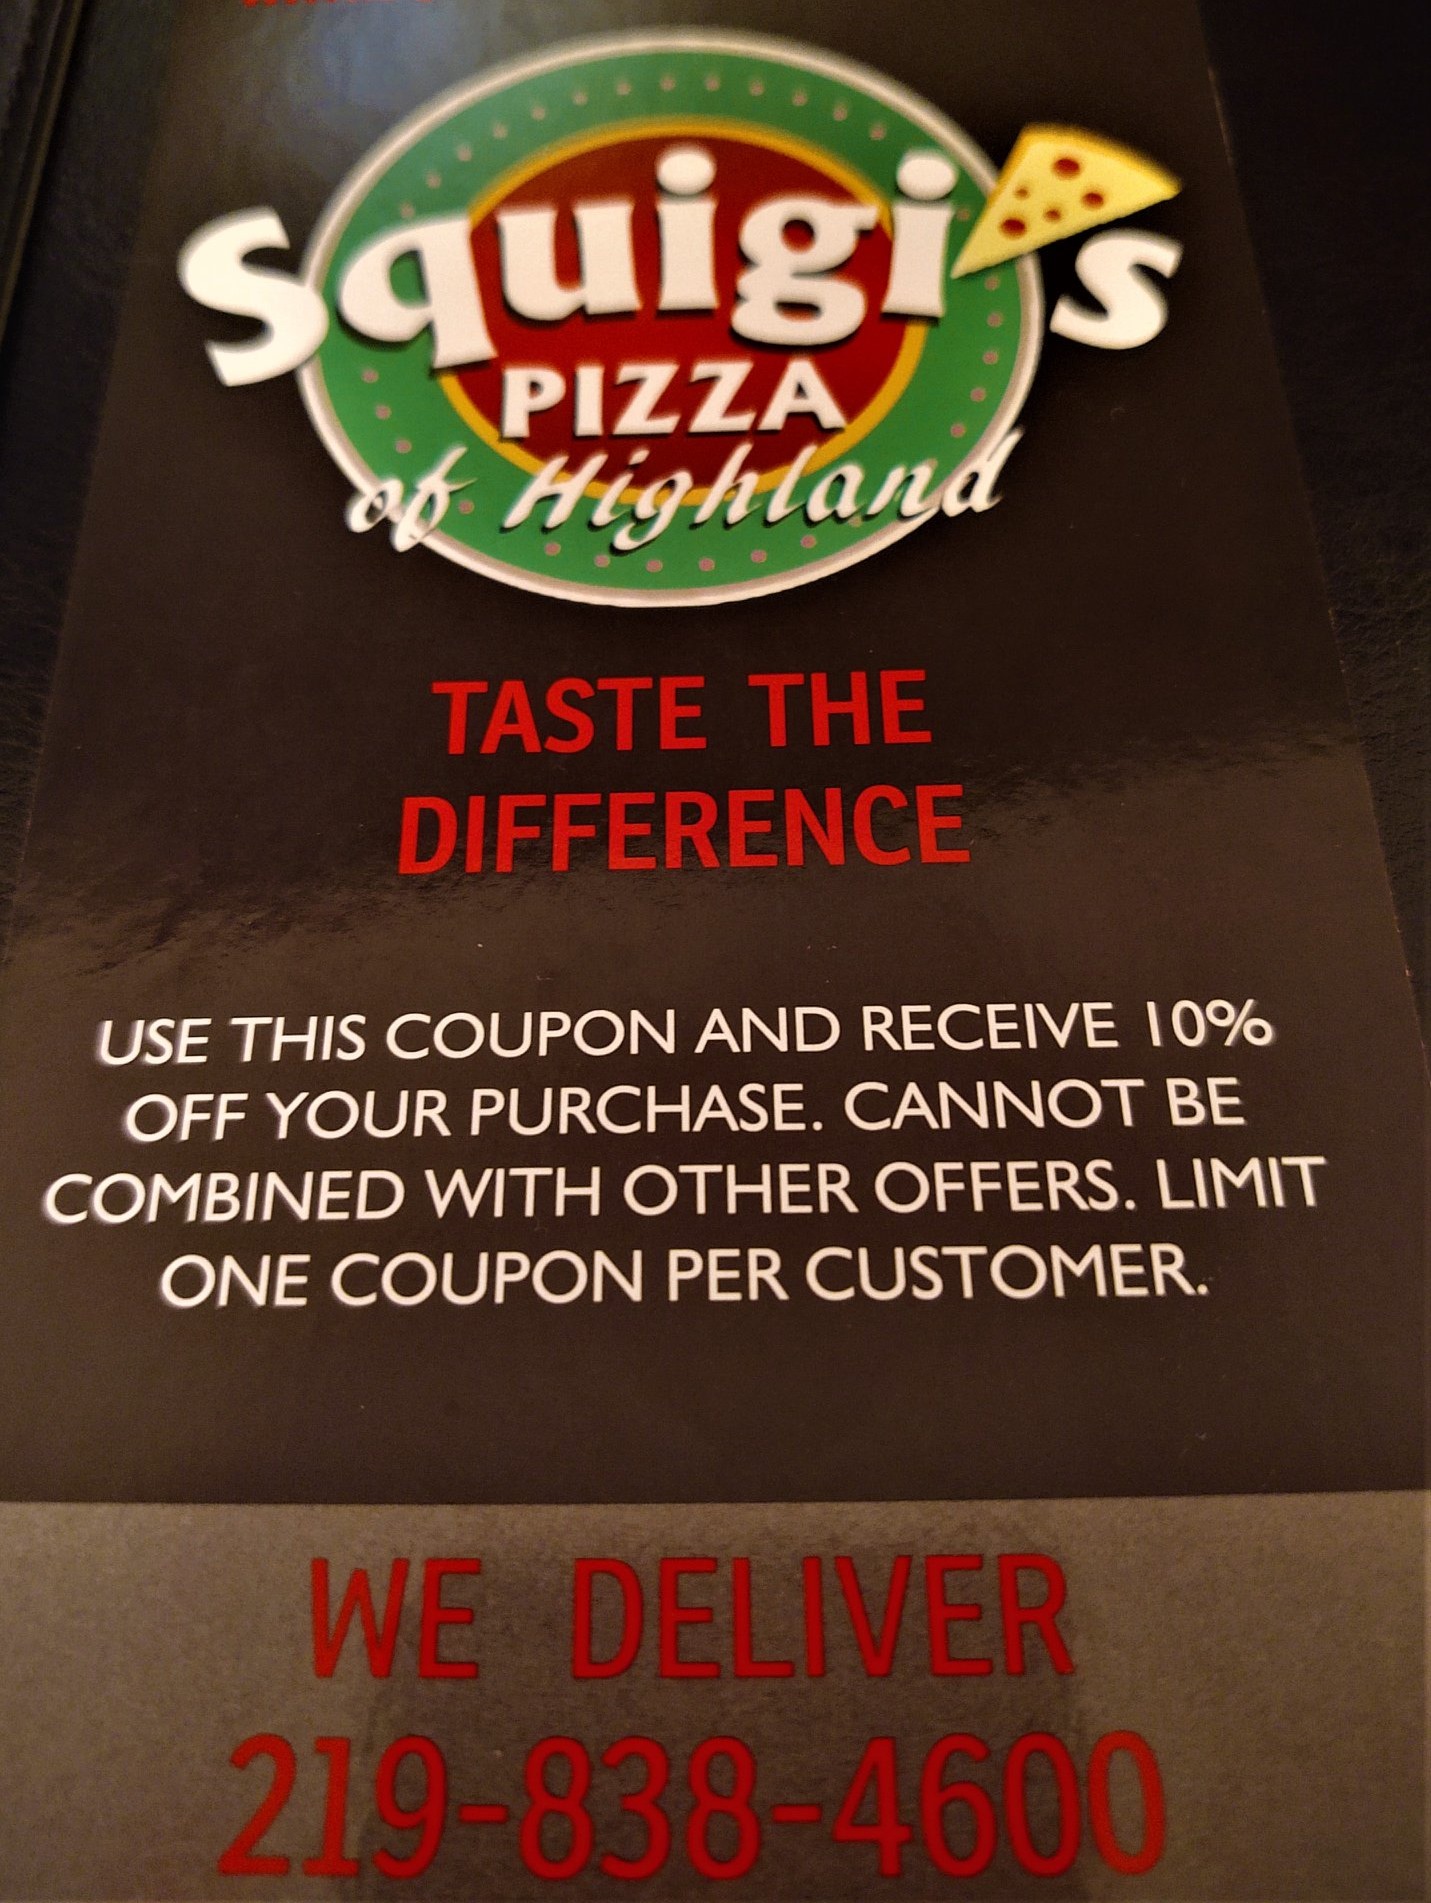 Squigi's
PIZZA
of Highland
TASTE THE
DIFFERENCE
USE THIS COUPON AND RECEIVE 10%
OFF YOUR PURCHASE. CANNOT BE
COMBINED WITH OTHER OFFERS. LIMIT
ONE COUPON PER CUSTOMER.
WE DELIVER
219-838-4600